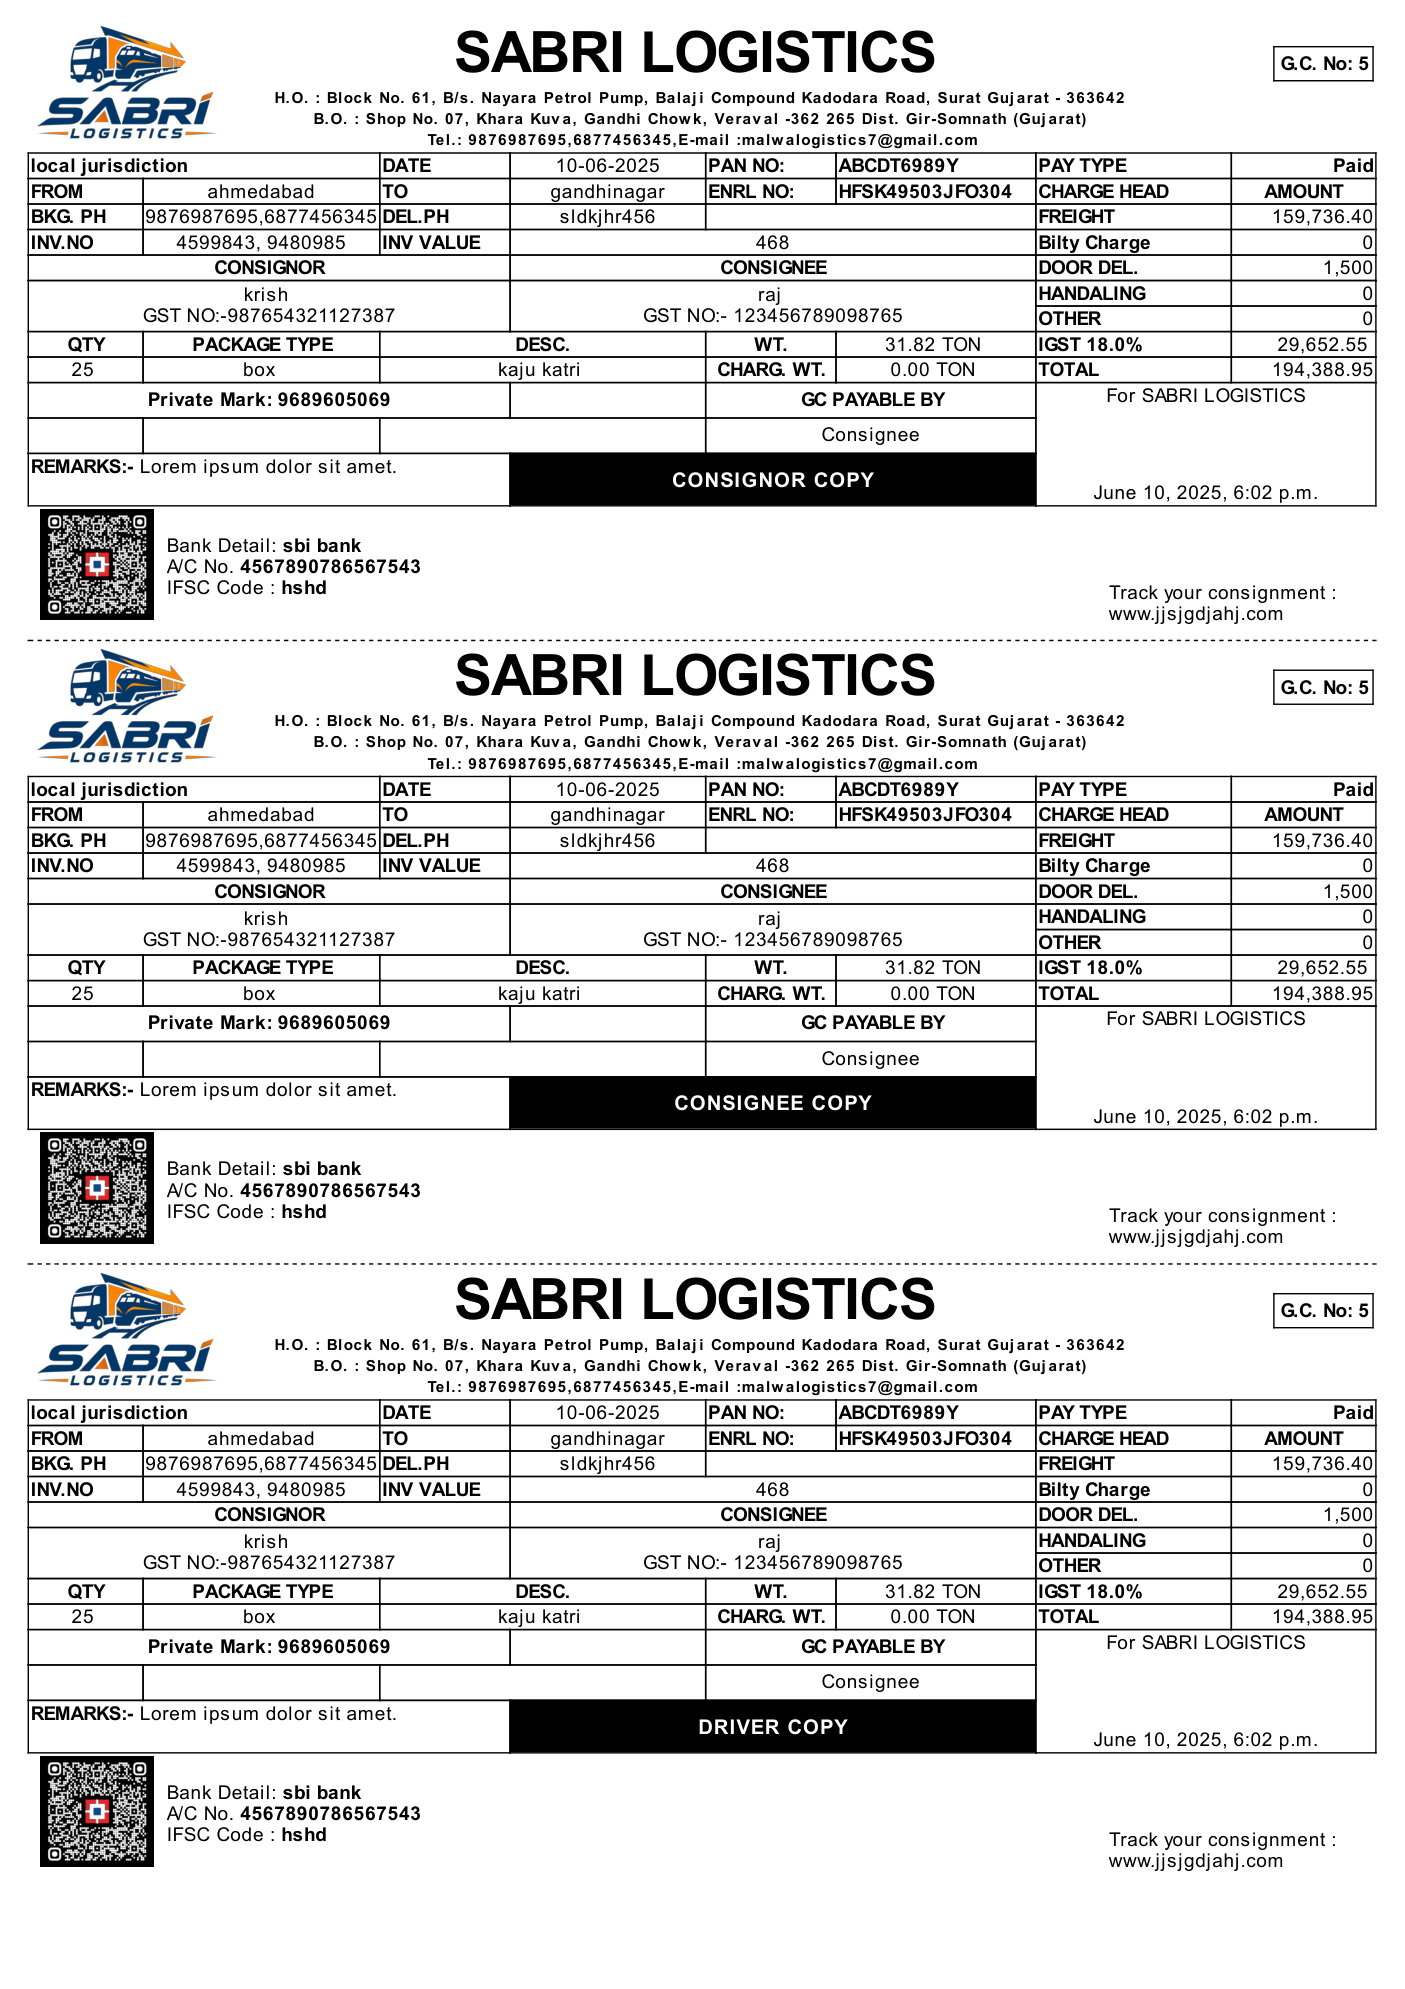 SABRI LOGISTICS
SABRI LOGISTICS
G.C. No: 5
H.O. : Block No. 61, B/s. Nayara Petrol Pump, Balaji Compound Kadodara Road, Surat Gujarat - 363642
B.O. : Shop No. 07, Khara Kuva, Gandhi Chowk, Veraval -362 265 Dist. Gir-Somnath (Gujarat)
Tel.: 9876987695,6877456345,E-mail :malwalogistics7@gmail.com
local jurisdiction DATE 10-06-2025 PAN NO: ABCDT6989Y PAY TYPE Paid
FROM ahmedabad TO gandhinagar ENRL NO: HFSK49503JFO304 CHARGE HEAD AMOUNT
BKG. PH 9876987695,6877456345 DEL.PH sldkjhr456 FREIGHT 159,736.40
INV.NO 4599843, 9480985 INV VALUE 468 Bilty Charge 0
CONSIGNOR CONSIGNEE DOOR DEL. 1,500
krish raj HANDALING 0
GST NO:-987654321127387 GST NO:- 123456789098765 OTHER 0
QTY PACKAGE TYPE DESC. WT. 31.82 TON IGST 18.0% 29,652.55
25 box kaju katri CHARG. WT. 0.00 TON TOTAL 194,388.95
Private Mark: 9689605069 GC PAYABLE BY For SABRI LOGISTICS
Consignee
REMARKS:- Lorem ipsum dolor sit amet. CONSIGNOR COPY
June 10, 2025, 6:02 p.m.
Bank Detail: sbi bank
A/C No. 4567890786567543
IFSC Code : hshd
Track your consignment :
www.jjsjgdjahj.com
SABRI LOGISTICS
SABRI LOGISTICS
G.C. No: 5
H.O. : Block No. 61, B/s. Nayara Petrol Pump, Balaji Compound Kadodara Road, Surat Gujarat - 363642
B.O. : Shop No. 07, Khara Kuva, Gandhi Chowk, Veraval -362 265 Dist. Gir-Somnath (Gujarat)
Tel.: 9876987695,6877456345,E-mail :malwalogistics7@gmail.com
local jurisdiction DATE 10-06-2025 PAN NO: ABCDT6989Y PAY TYPE Paid
FROM ahmedabad TO gandhinagar ENRL NO: HFSK49503JFO304 CHARGE HEAD AMOUNT
BKG. PH 9876987695,6877456345 DEL.PH sldkjhr456 FREIGHT 159,736.40
INV.NO 4599843, 9480985 INV VALUE 468 Bilty Charge 0
CONSIGNOR CONSIGNEE DOOR DEL. 1,500
krish raj HANDALING 0
GST NO:-987654321127387 GST NO:- 123456789098765 OTHER 0
QTY PACKAGE TYPE DESC. WT. 31.82 TON IGST 18.0% 29,652.55
25 box kaju katri CHARG. WT. 0.00 TON TOTAL 194,388.95
Private Mark: 9689605069 GC PAYABLE BY For SABRI LOGISTICS
Consignee
REMARKS:- Lorem ipsum dolor sit amet. CONSIGNEE COPY
June 10, 2025, 6:02 p.m.
Bank Detail: sbi bank
A/C No. 4567890786567543
IFSC Code : hshd
Track your consignment :
www.jjsjgdjahj.com
SABRI LOGISTICS
SABRI LOGISTICS
G.C. No: 5
H.O. : Block No. 61, B/s. Nayara Petrol Pump, Balaji Compound Kadodara Road, Surat Gujarat - 363642
B.O. : Shop No. 07, Khara Kuva, Gandhi Chowk, Veraval -362 265 Dist. Gir-Somnath (Gujarat)
Tel.: 9876987695,6877456345,E-mail :malwalogistics7@gmail.com
local jurisdiction DATE 10-06-2025 PAN NO: ABCDT6989Y PAY TYPE Paid
FROM ahmedabad TO gandhinagar ENRL NO: HFSK49503JFO304 CHARGE HEAD AMOUNT
BKG. PH 9876987695,6877456345 DEL.PH sldkjhr456 FREIGHT 159,736.40
INV.NO 4599843, 9480985 INV VALUE 468 Bilty Charge 0
CONSIGNOR CONSIGNEE DOOR DEL. 1,500
krish raj HANDALING 0
GST NO:-987654321127387 GST NO:- 123456789098765 OTHER 0
QTY PACKAGE TYPE DESC. WT. 31.82 TON IGST 18.0% 29,652.55
25 box kaju katri CHARG. WT. 0.00 TON TOTAL 194,388.95
Private Mark: 9689605069 GC PAYABLE BY For SABRI LOGISTICS
Consignee
REMARKS:- Lorem ipsum dolor sit amet. DRIVER COPY
June 10, 2025, 6:02 p.m.
Bank Detail: sbi bank
A/C No. 4567890786567543
IFSC Code : hshd
Track your consignment :
www.jjsjgdjahj.com